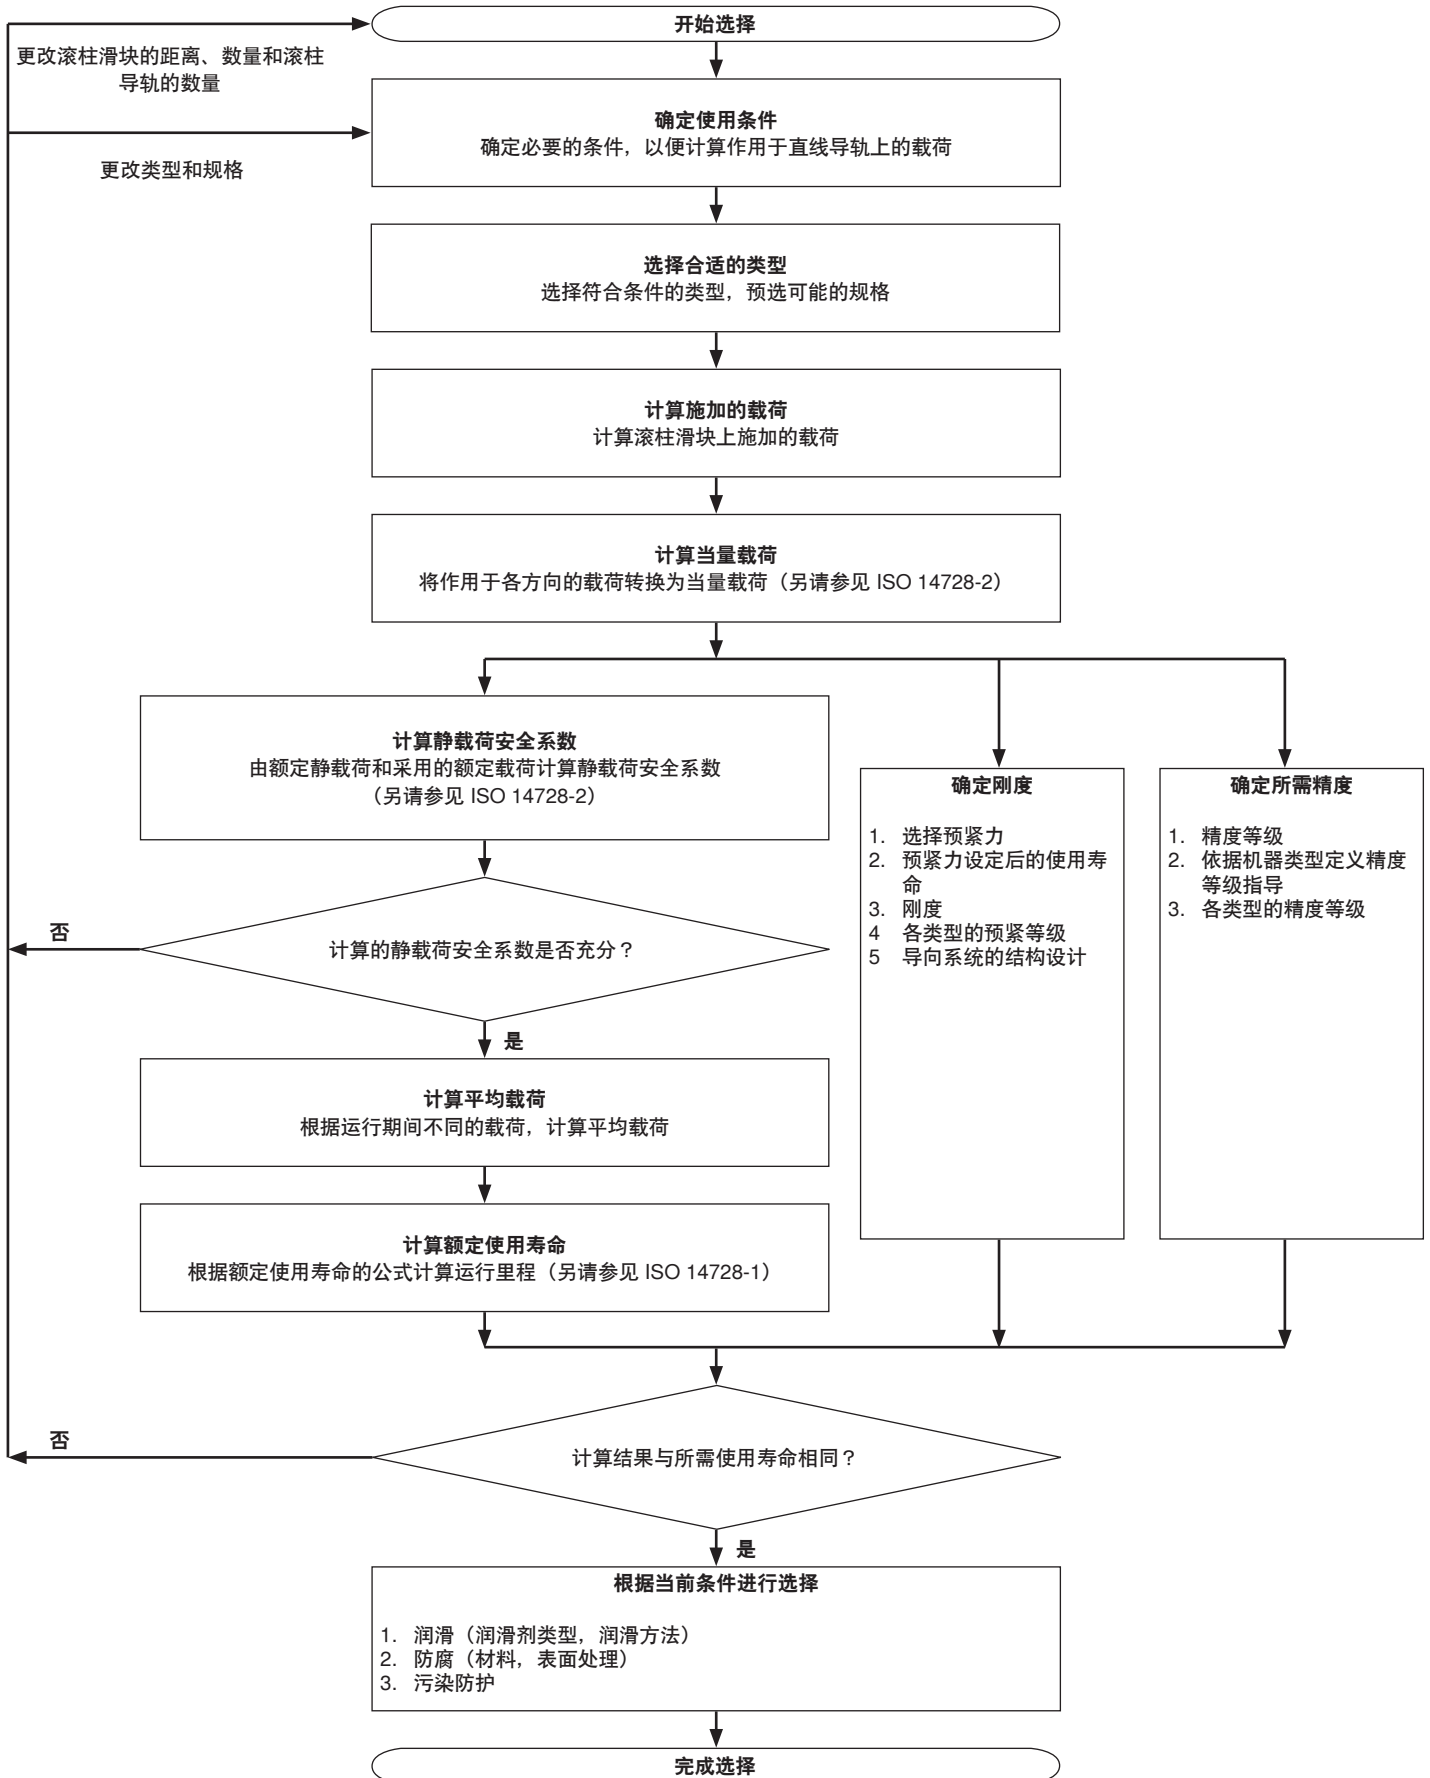 开始选择
更改滚柱滑块的距离、数量和滚柱
导轨的数量
确定使用条件
确定必要的条件，以便计算作用于直线导轨上的载荷
更改类型和规格
选择合适的类型
选择符合条件的类型，预选可能的规格
计算施加的载荷
计算滚柱滑块上施加的载荷
计算当量载荷
将作用于各方向的载荷转换为当量载荷（另请参见 ISO 14728-2）
计算静载荷安全系数
由额定静载荷和采用的额定载荷计算静载荷安全系数
（另请参见 ISO 14728-2）
确定刚度
1. 选择预紧力
2. 预紧力设定后的使用寿
命
3. 刚度
4 各类型的预紧等级
5 导向系统的结构设计
确定所需精度
1. 精度等级
2. 依据机器类型定义精度
等级指导
3. 各类型的精度等级
否
计算的静载荷安全系数是否充分？
是
计算平均载荷
根据运行期间不同的载荷，计算平均载荷
计算额定使用寿命
根据额定使用寿命的公式计算运行里程（另请参见 ISO 14728-1）
否
计算结果与所需使用寿命相同？
是
根据当前条件进行选择
1. 润滑（润滑剂类型，润滑方法）
2. 防腐（材料，表面处理）
3. 污染防护
完成选择